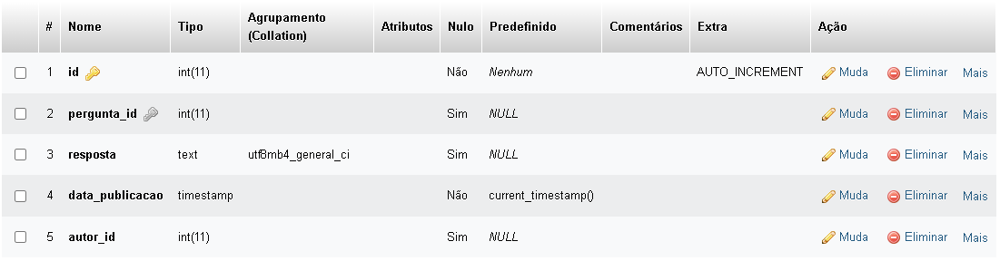 # Nome Tipo Agrupamento (Collation) Atributos Nulo Predefinido Comentários Extra Ação
1 id int(11) Não Nenhum AUTO_INCREMENT Muda Eliminar Mais
2 pergunta_id int(11) Sim NULL Muda Eliminar Mais
3 resposta text utf8mb4_general_ci Sim NULL Muda Eliminar Mais
4 data_publicacao timestamp Não current_timestamp() Muda Eliminar Mais
5 autor_id int(11) Sim NULL Muda Eliminar Mais